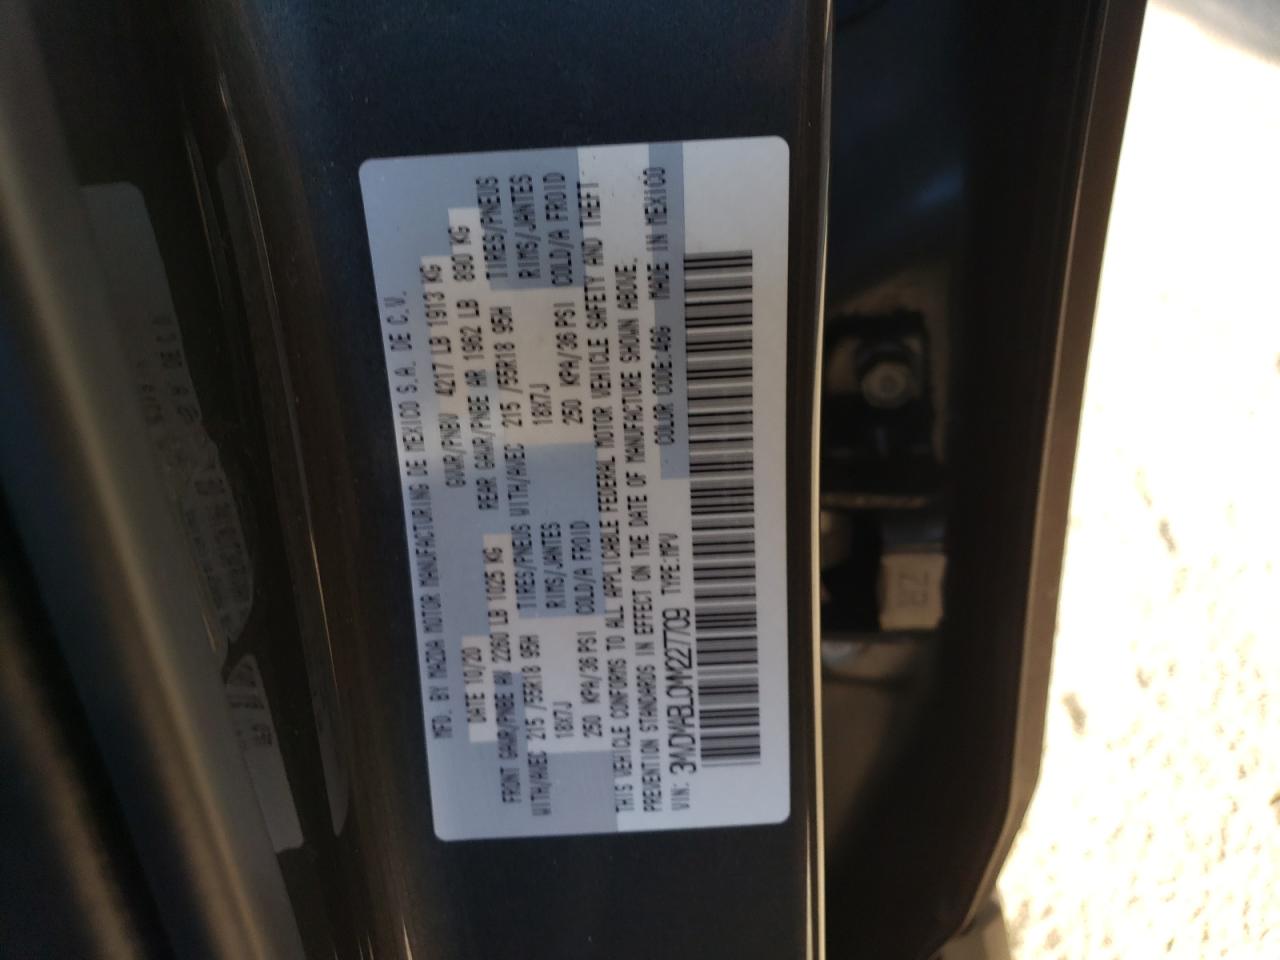 MFD. BY MAZDA MOTOR MANUFACTURING DE MEXICO S.A. DE C.V.
DATE 10/20 GVWR/PNBV 4217 LB 1913 KG
FRONT GAWR/PNBE AV 2260 LB 1025 KG REAR GAWR/PNBE AR 1962 LB 890 KG
WITH/AVEC 215 /55R18 95H TIRES/PNEUS WITH/AVEC 215 /55R18 95H TIRES/PNEUS
18X7J RIMS/JANTES 18X7J RIMS/JANTES
250 KPA/36 PSI COLD/A FROID 250 KPA/36 PSI COLD/A FROID
THIS VEHICLE CONFORMS TO ALL APPLICABLE FEDERAL MOTOR VEHICLE SAFETY AND THEFT
PREVENTION STANDARDS IN EFFECT ON THE DATE OF MANUFACTURE SHOWN ABOVE.
VIN: 3MVDMABL0MM227709 TYPE:MPV COLOR CODE:46G MADE IN MEXICO